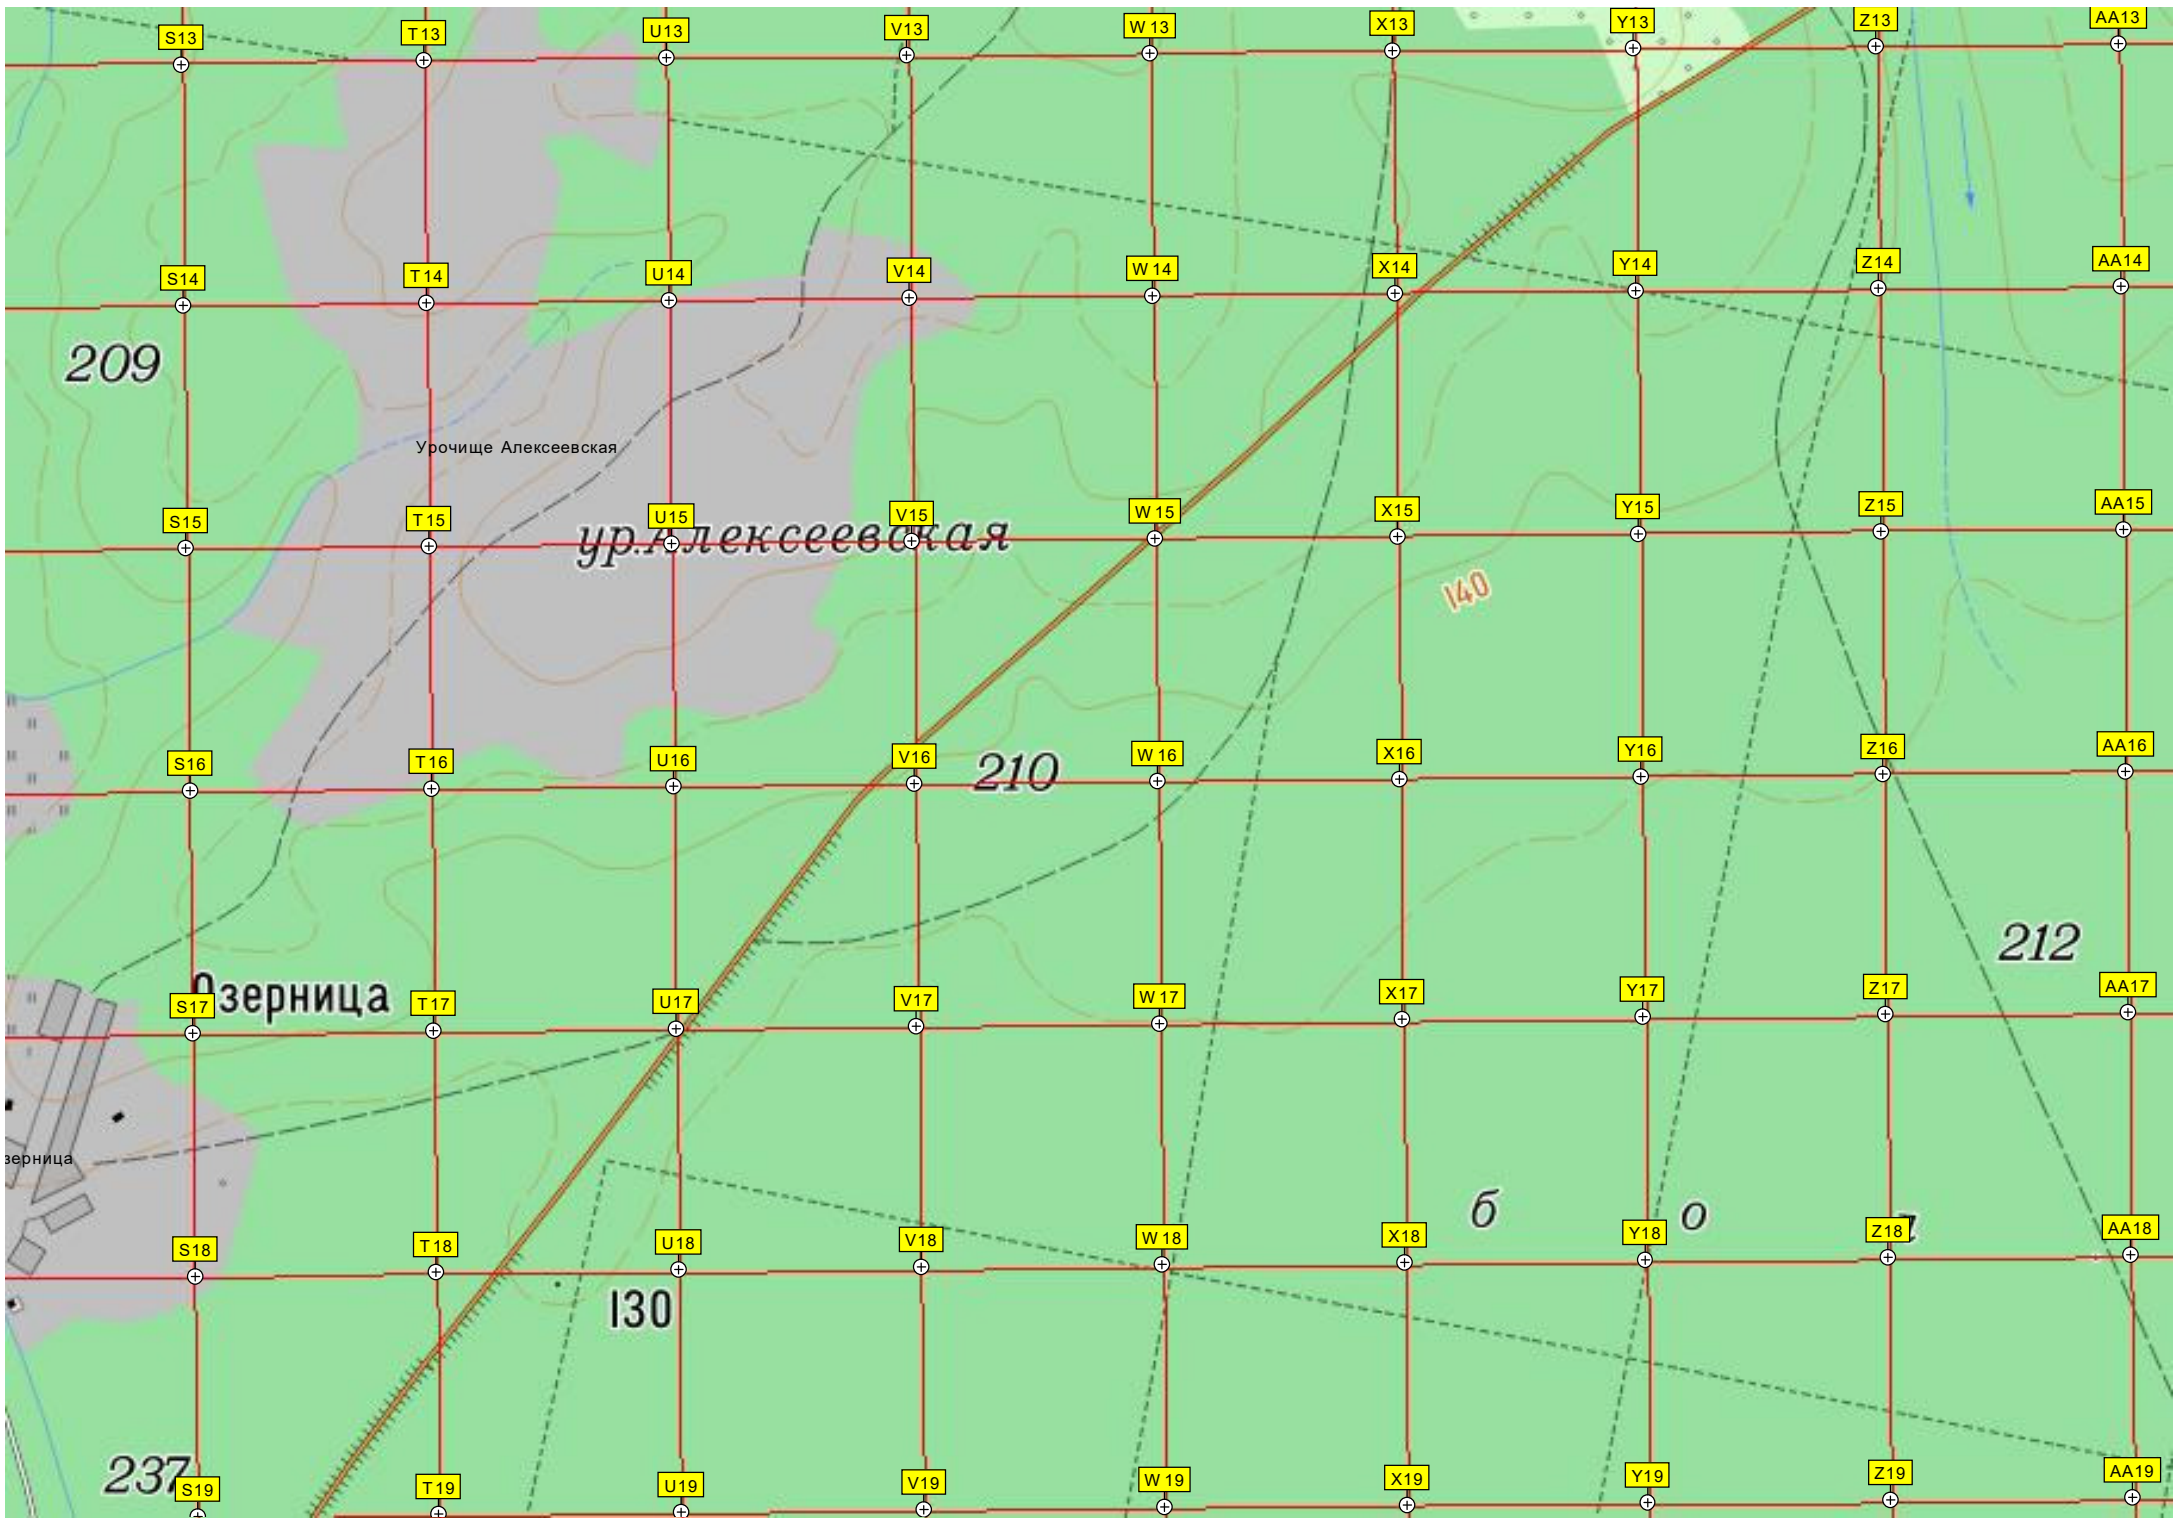 S13 T13 U13 V13 W13 X13 Y13 Z13 AA13
S14 T14 U14 V14 W14 X14 Y14 Z14 AA14
209
Урочище Алексеевская
S15 T15 U15 V15 W15 X15 Y15 Z15 AA15
ур.Алексеевская
140
S16 T16 U16 V16 W16 X16 Y16 Z16 AA16
210
212
Озерница
S17 T17 U17 V17 W17 X17 Y17 Z17 AA17
зерница
б о
S18 T18 U18 V18 W18 X18 Y18 Z18 AA18
130
237
S19 T19 U19 V19 W19 X19 Y19 Z19 AA19